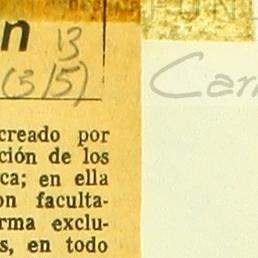 n 13
(3/5)
creado por
ción de los
ca; en ella
on faculta-
rma exclu-
s, en todo
Car